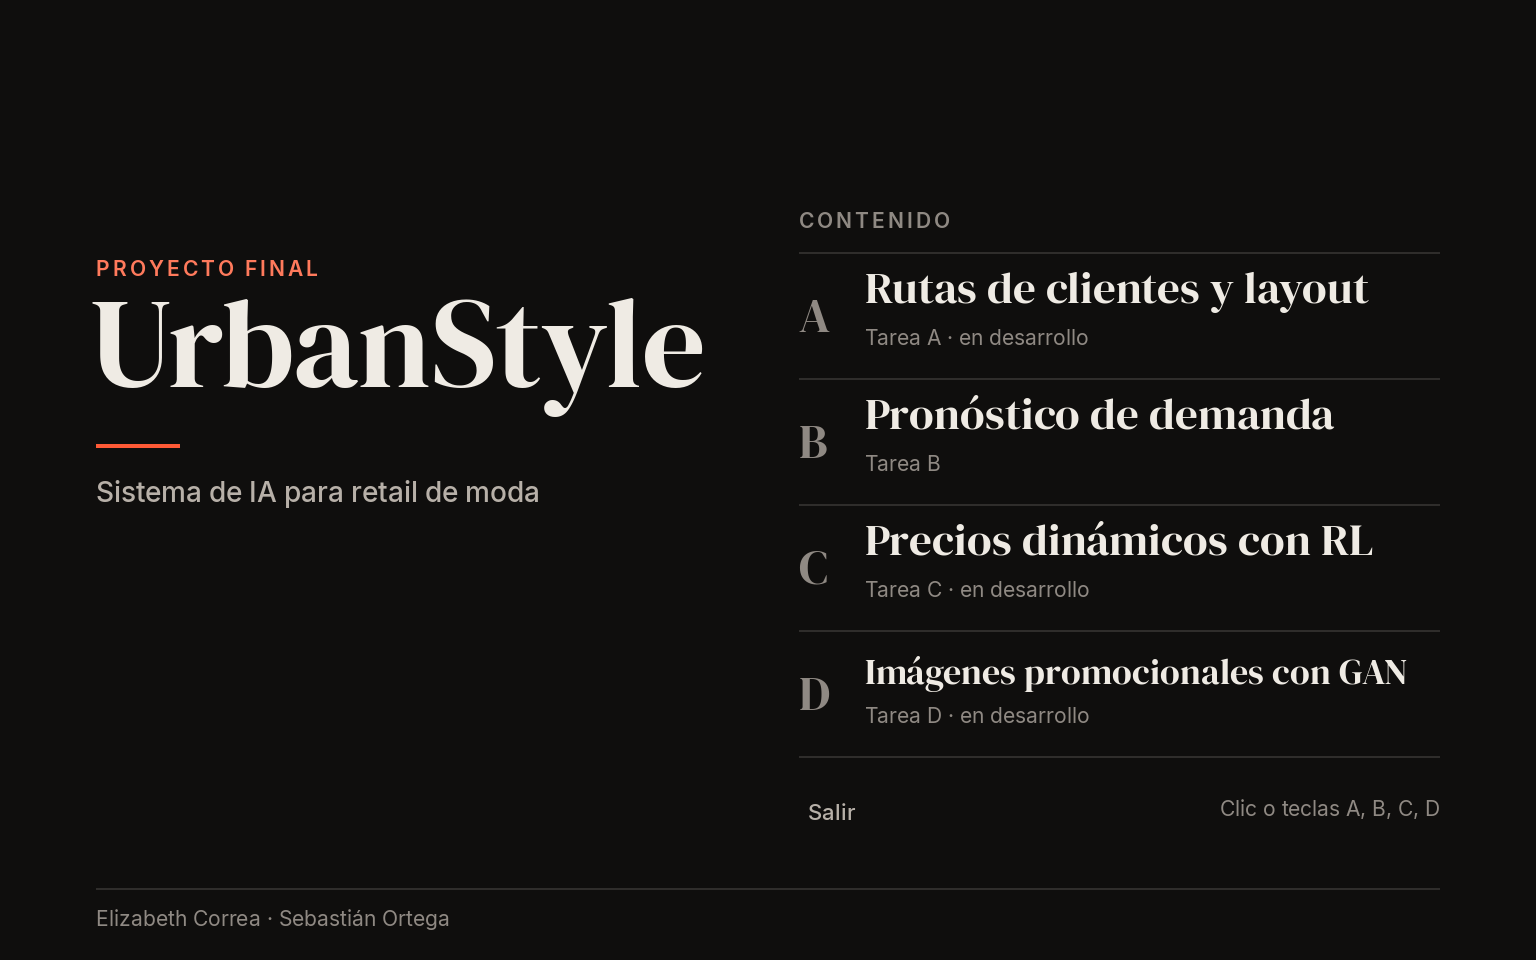 PROYECTO FINAL
UrbanStyle
Sistema de IA para retail de moda
CONTENIDO
A
Rutas de clientes y layout
Tarea A · en desarrollo
B
Pronóstico de demanda
Tarea B
C
Precios dinámicos con RL
Tarea C · en desarrollo
D
Imágenes promocionales con GAN
Tarea D · en desarrollo
Salir
Clic o teclas A, B, C, D
Elizabeth Correa · Sebastián Ortega